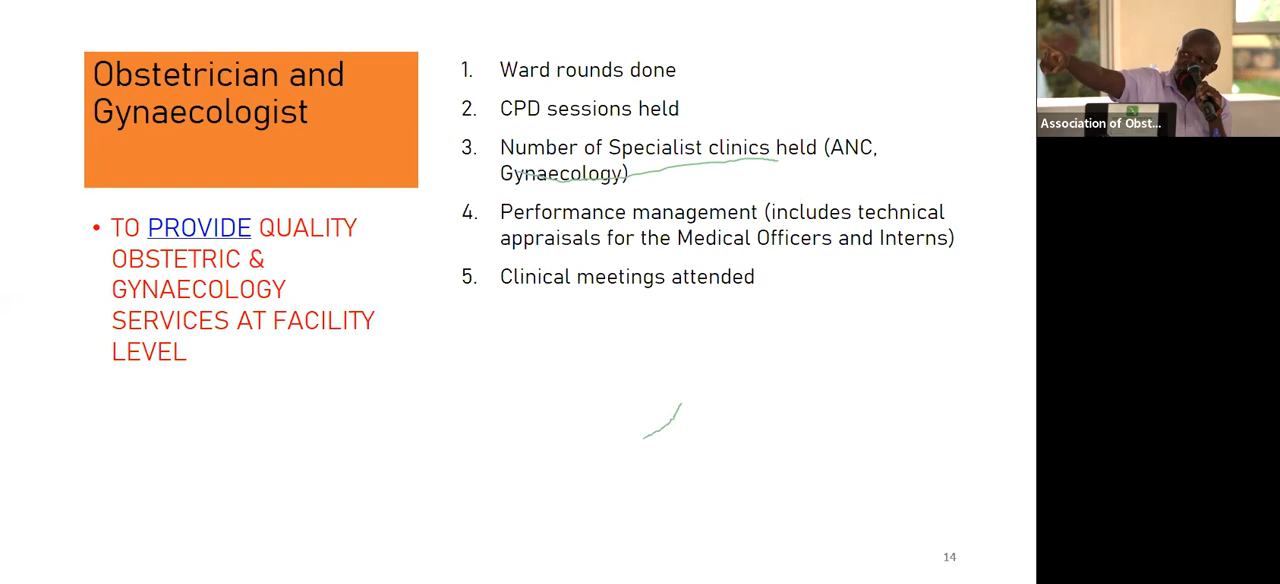 Obstetrician and
Gynaecologist
• TO PROVIDE QUALITY
OBSTETRIC &
GYNAECOLOGY
SERVICES AT FACILITY
LEVEL
1. Ward rounds done
2. CPD sessions held
3. Number of Specialist clinics held (ANC,
Gynaecology)
4. Performance management (includes technical
appraisals for the Medical Officers and Interns)
5. Clinical meetings attended
14
Association of Obst...